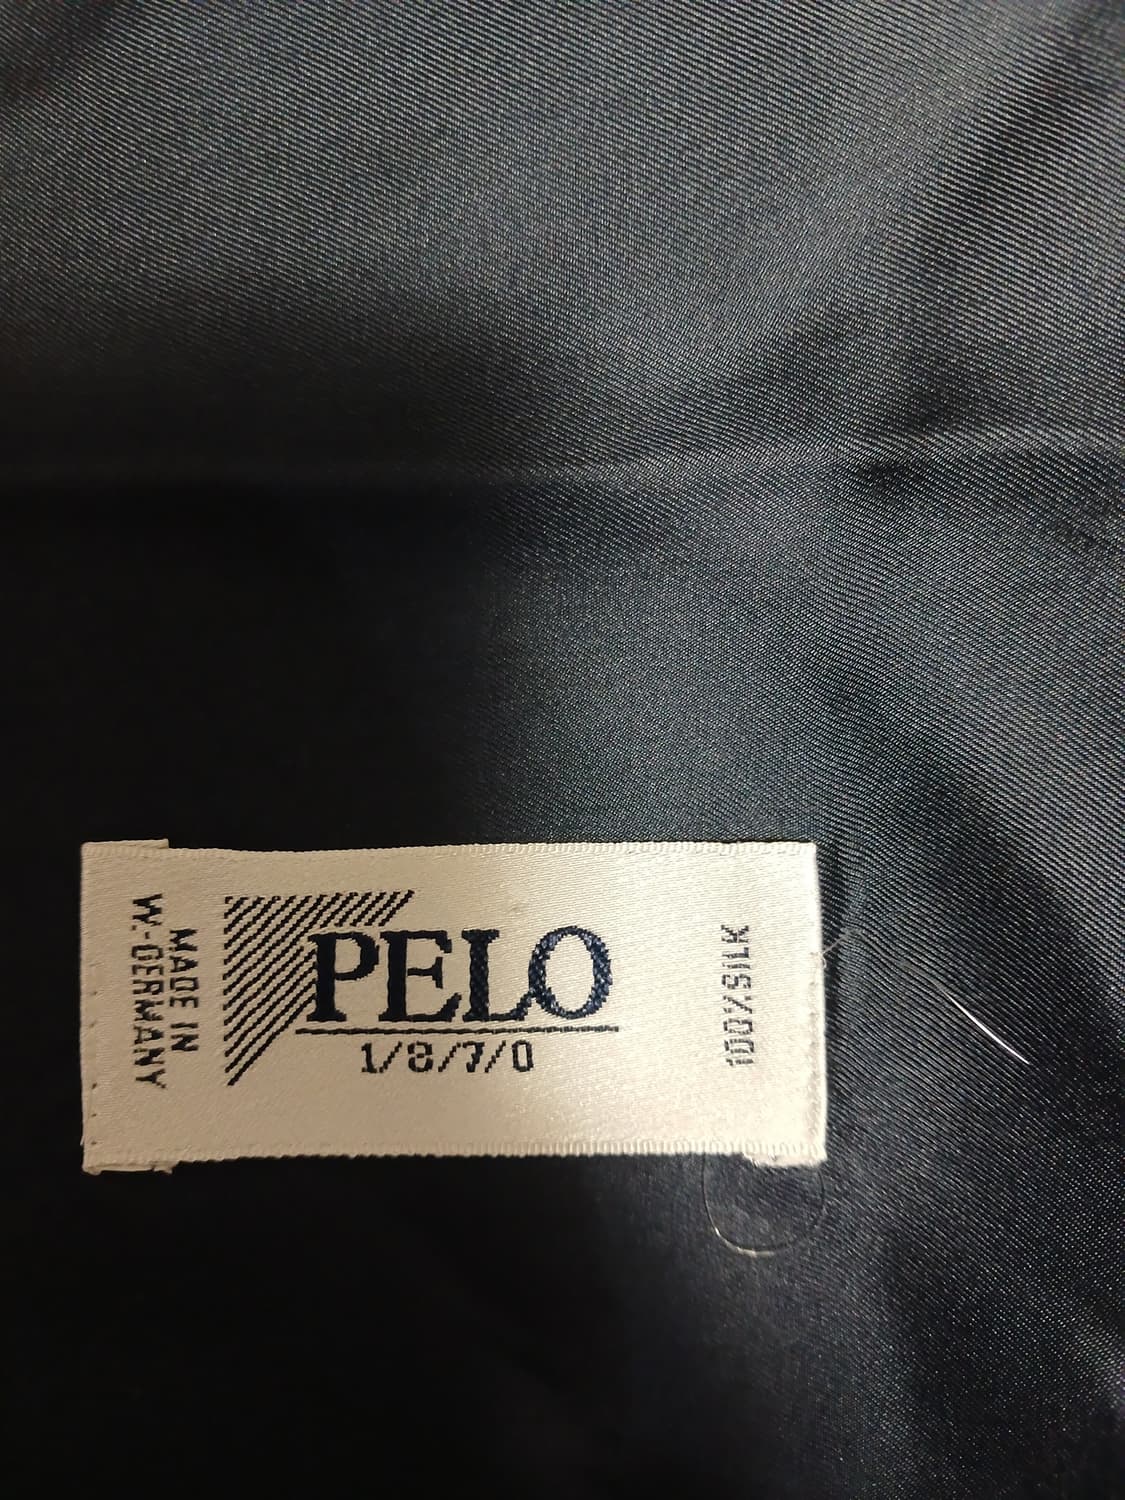 MADE IN
W.-GERMANY
PELO
1/8/7/0
100%SILK